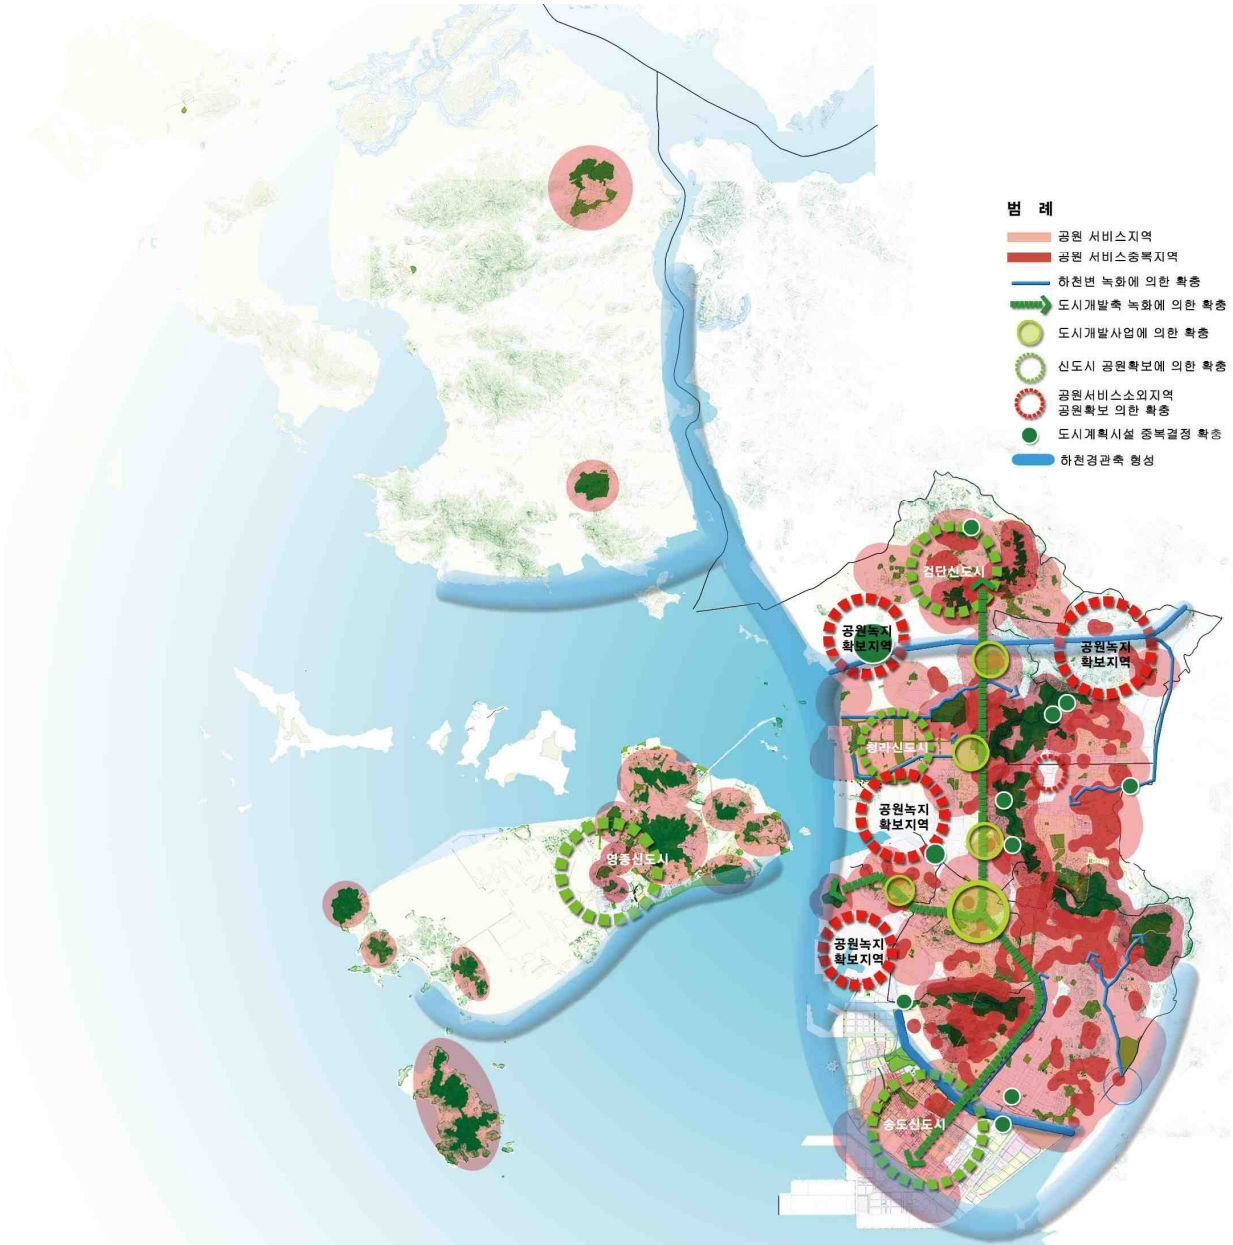 범 례
공원 서비스지역
공원 서비스중복지역
하천변 녹화에 의한 확충
도시개발축 녹화에 의한 확충
도시개발사업에 의한 확충
신도시 공원확보에 의한 확충
공원서비스소외지역
공원확보 의한 확충
도시계획시설 중복결정 확충
하천경관축 형성
검단신도시
공원녹지
확보지역
공원녹지
확보지역
청라신도시
공원녹지
확보지역
영종신도시
공원녹지
확보지역
송도신도시